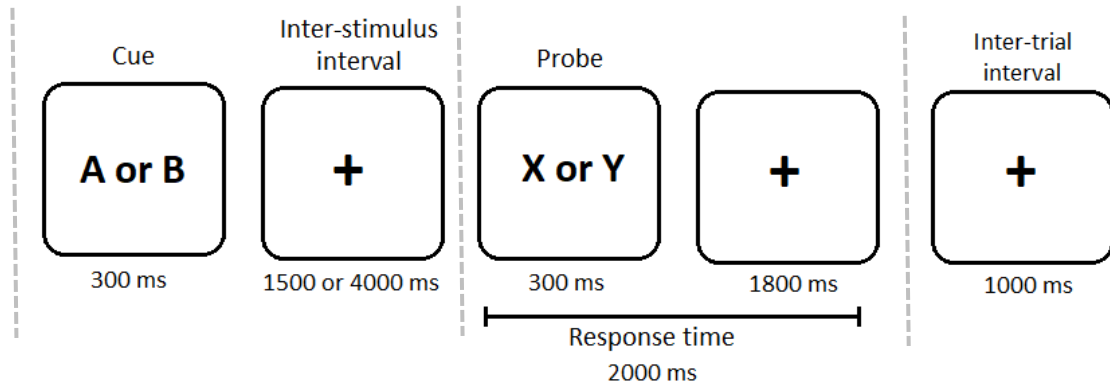 Cue
Inter-stimulus
interval
Probe
Inter-trial
interval
A or B
+
X or Y
+
+
300 ms
1500 or 4000 ms
300 ms
1800 ms
1000 ms
Response time
2000 ms